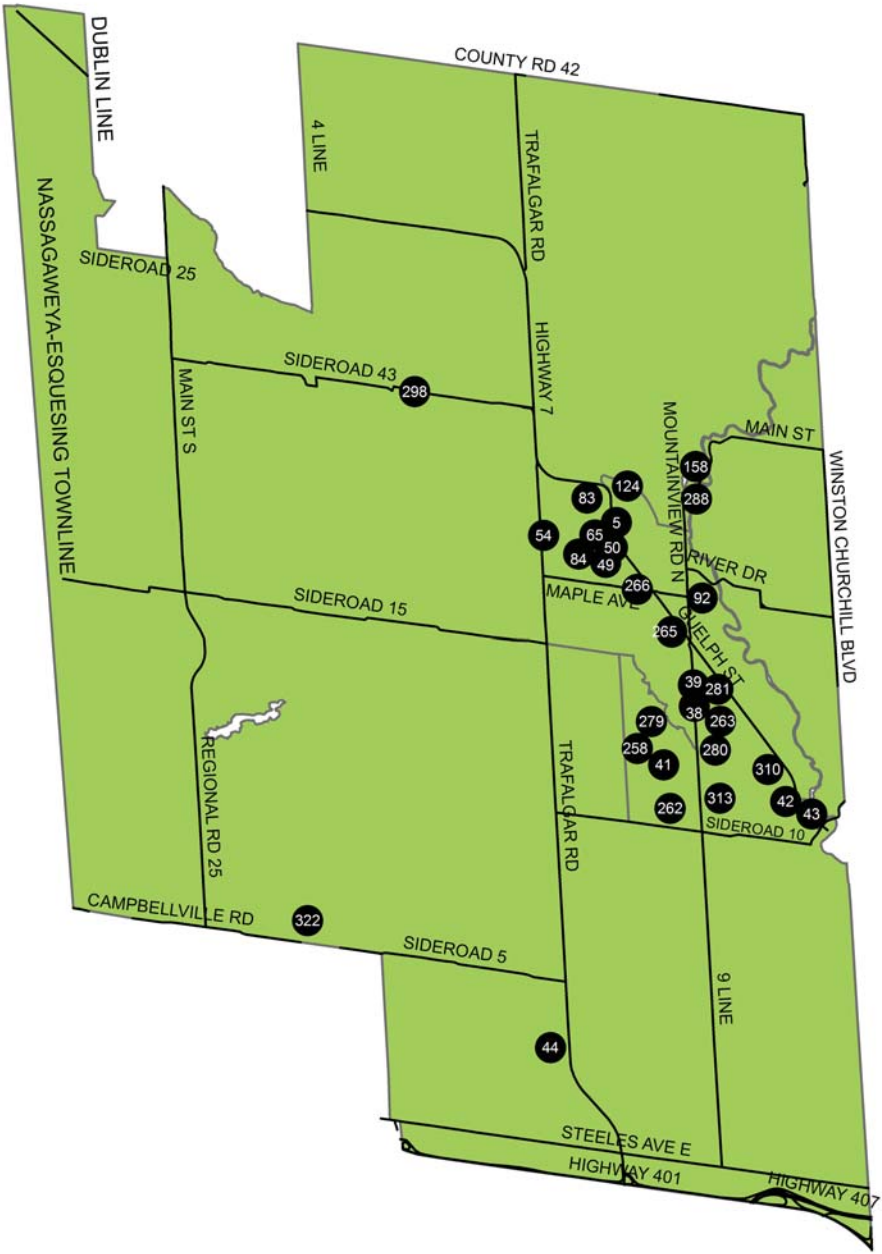 DUBLIN LINE
COUNTY RD 42
4 LINE
TRAFALGAR RD
NASSAGAWEYA-ESQUESING TOWNLINE
SIDEROAD 25
HIGHWAY 7
SIDEROAD 43
298
MAIN ST S
MOUNTAINVIEW RD N
MAIN ST
WINSTON CHURCHILL BLVD
158
288
124
83
5
54
65
50
84
49
RIVER DR
266
MAPLE AVE
92
SIDEROAD 15
GUELPH ST
265
39
281
38
279
263
258
280
41
310
REGIONAL RD 25
TRAFALGAR RD
313
42
262
43
SIDEROAD 10
CAMPBELLVILLE RD
322
SIDEROAD 5
9 LINE
44
STEELES AVE E
HIGHWAY 401
HIGHWAY 407